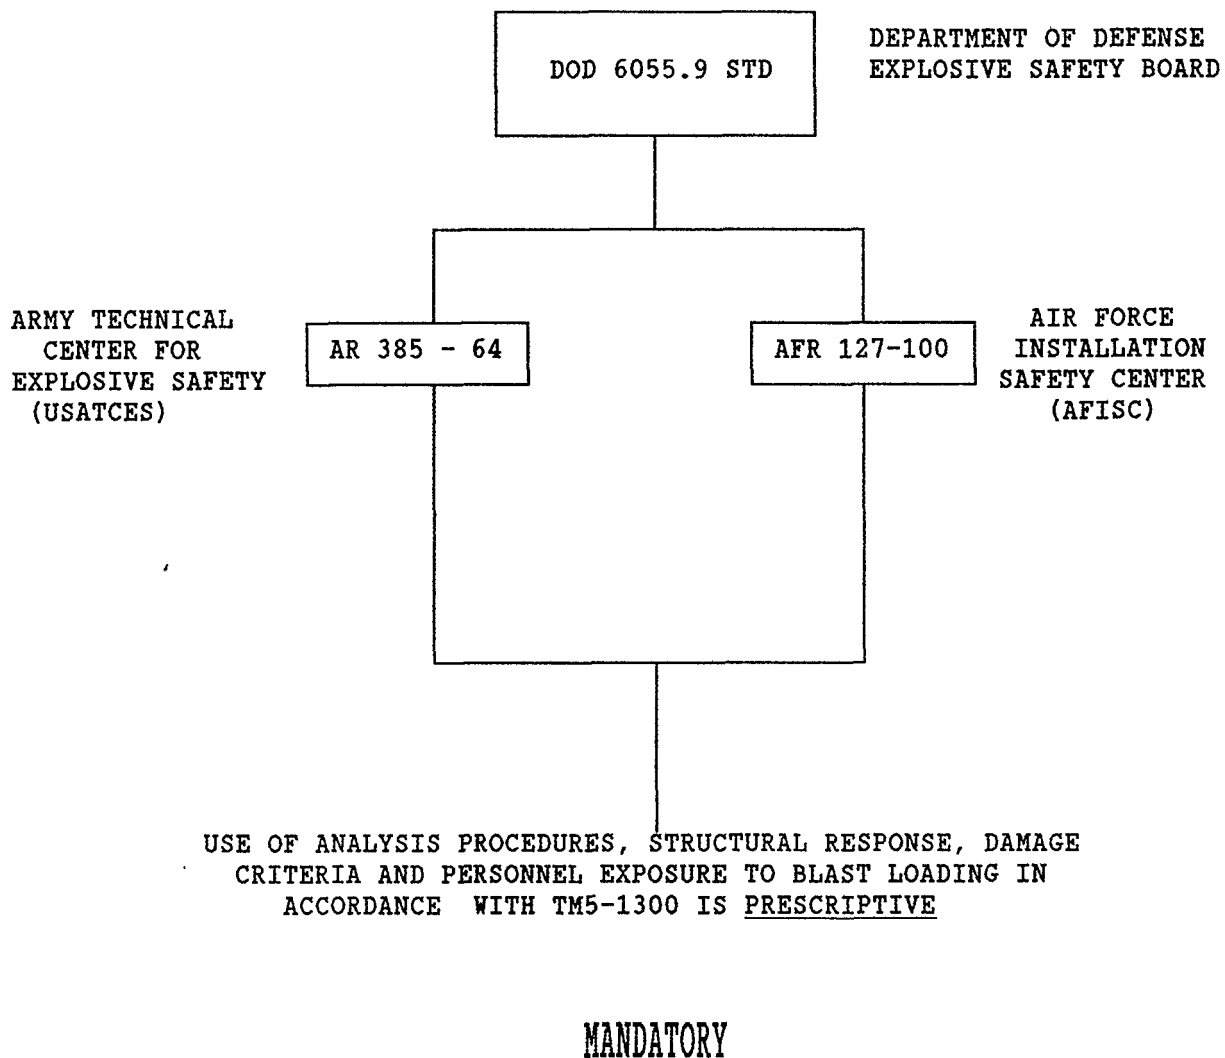 DOD 6055.9 STD
DEPARTMENT OF DEFENSE
EXPLOSIVE SAFETY BOARD
ARMY TECHNICAL
CENTER FOR
EXPLOSIVE SAFETY
(USATCES)
AR 385 - 64
AFR 127-100
AIR FORCE
INSTALLATION
SAFETY CENTER
(AFISC)
USE OF ANALYSIS PROCEDURES, STRUCTURAL RESPONSE, DAMAGE
CRITERIA AND PERSONNEL EXPOSURE TO BLAST LOADING IN
ACCORDANCE WITH TM5-1300 IS PRESCRIPTIVE
MANDATORY